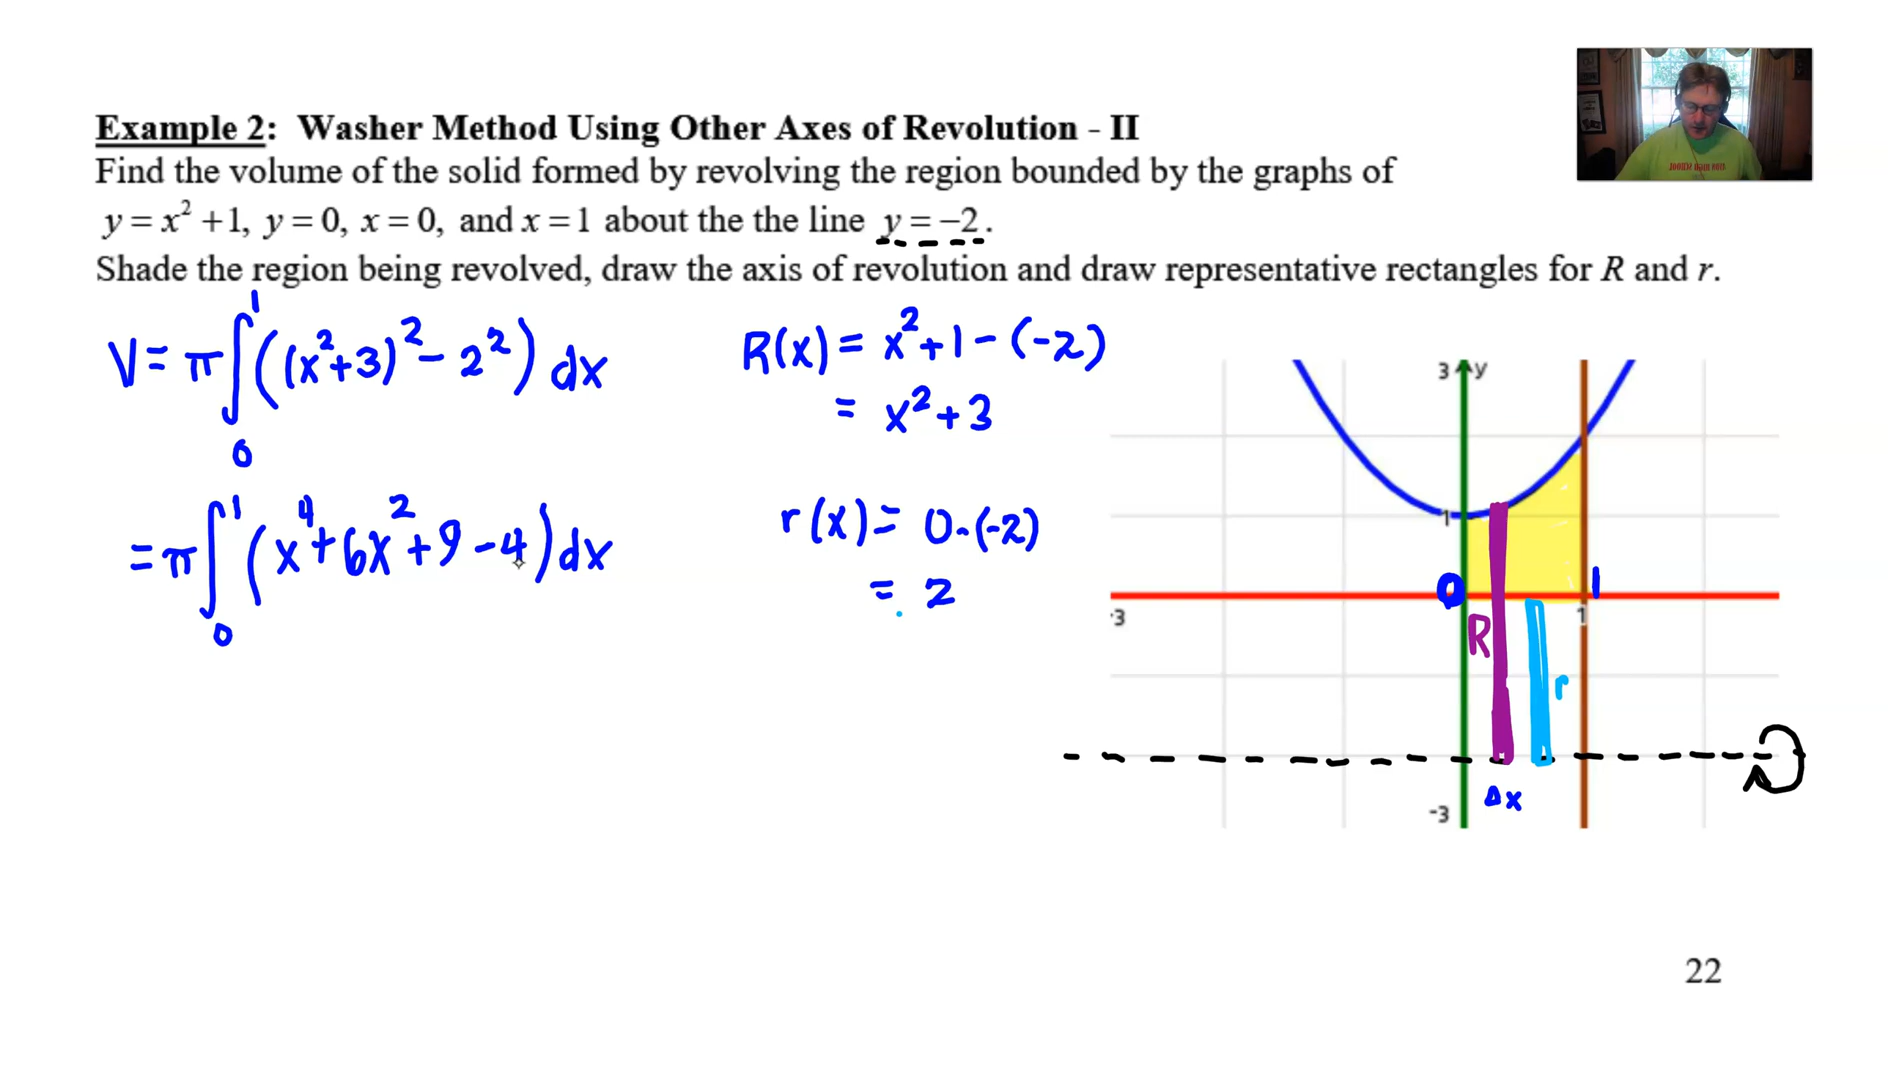 Example 2: Washer Method Using Other Axes of Revolution - II
Find the volume of the solid formed by revolving the region bounded by the graphs of
y = x² + 1, y = 0, x = 0, and x = 1 about the the line y = −2.
Shade the region being revolved, draw the axis of revolution and draw representative rectangles for R and r.
V = π∫₀¹ ((x²+3)² − 2²) dx
R(x) = x²+1 − (−2)
= x²+3
= π∫₀¹ (x⁴+6x²+9−4) dx
r(x) = 0−(−2)
= 2
3 y
1
0 1
-3 1
R
r
Δx
-3
22